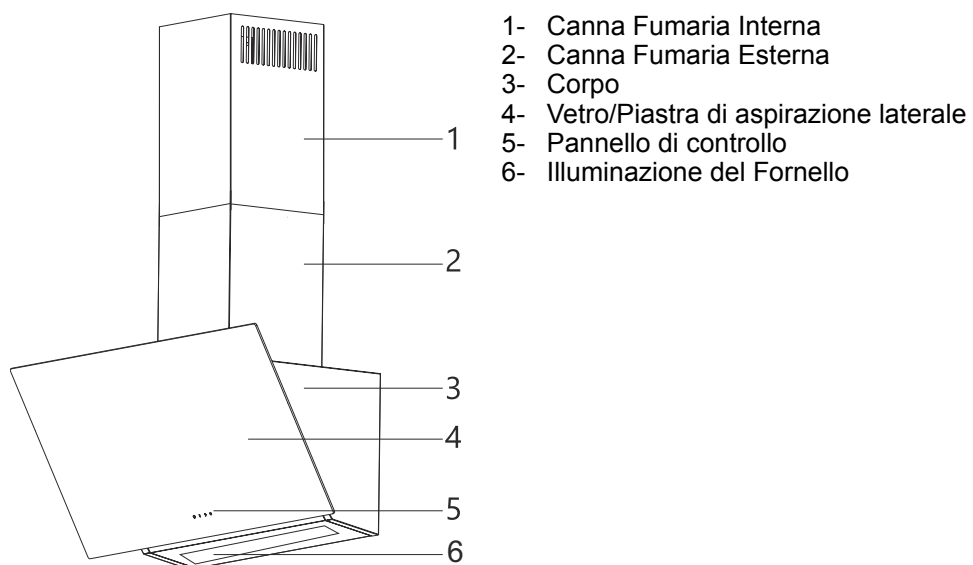 1- Canna Fumaria Interna
2- Canna Fumaria Esterna
3- Corpo
4- Vetro/Piastra di aspirazione laterale
5- Pannello di controllo
6- Illuminazione del Fornello
1
2
3
4
5
6